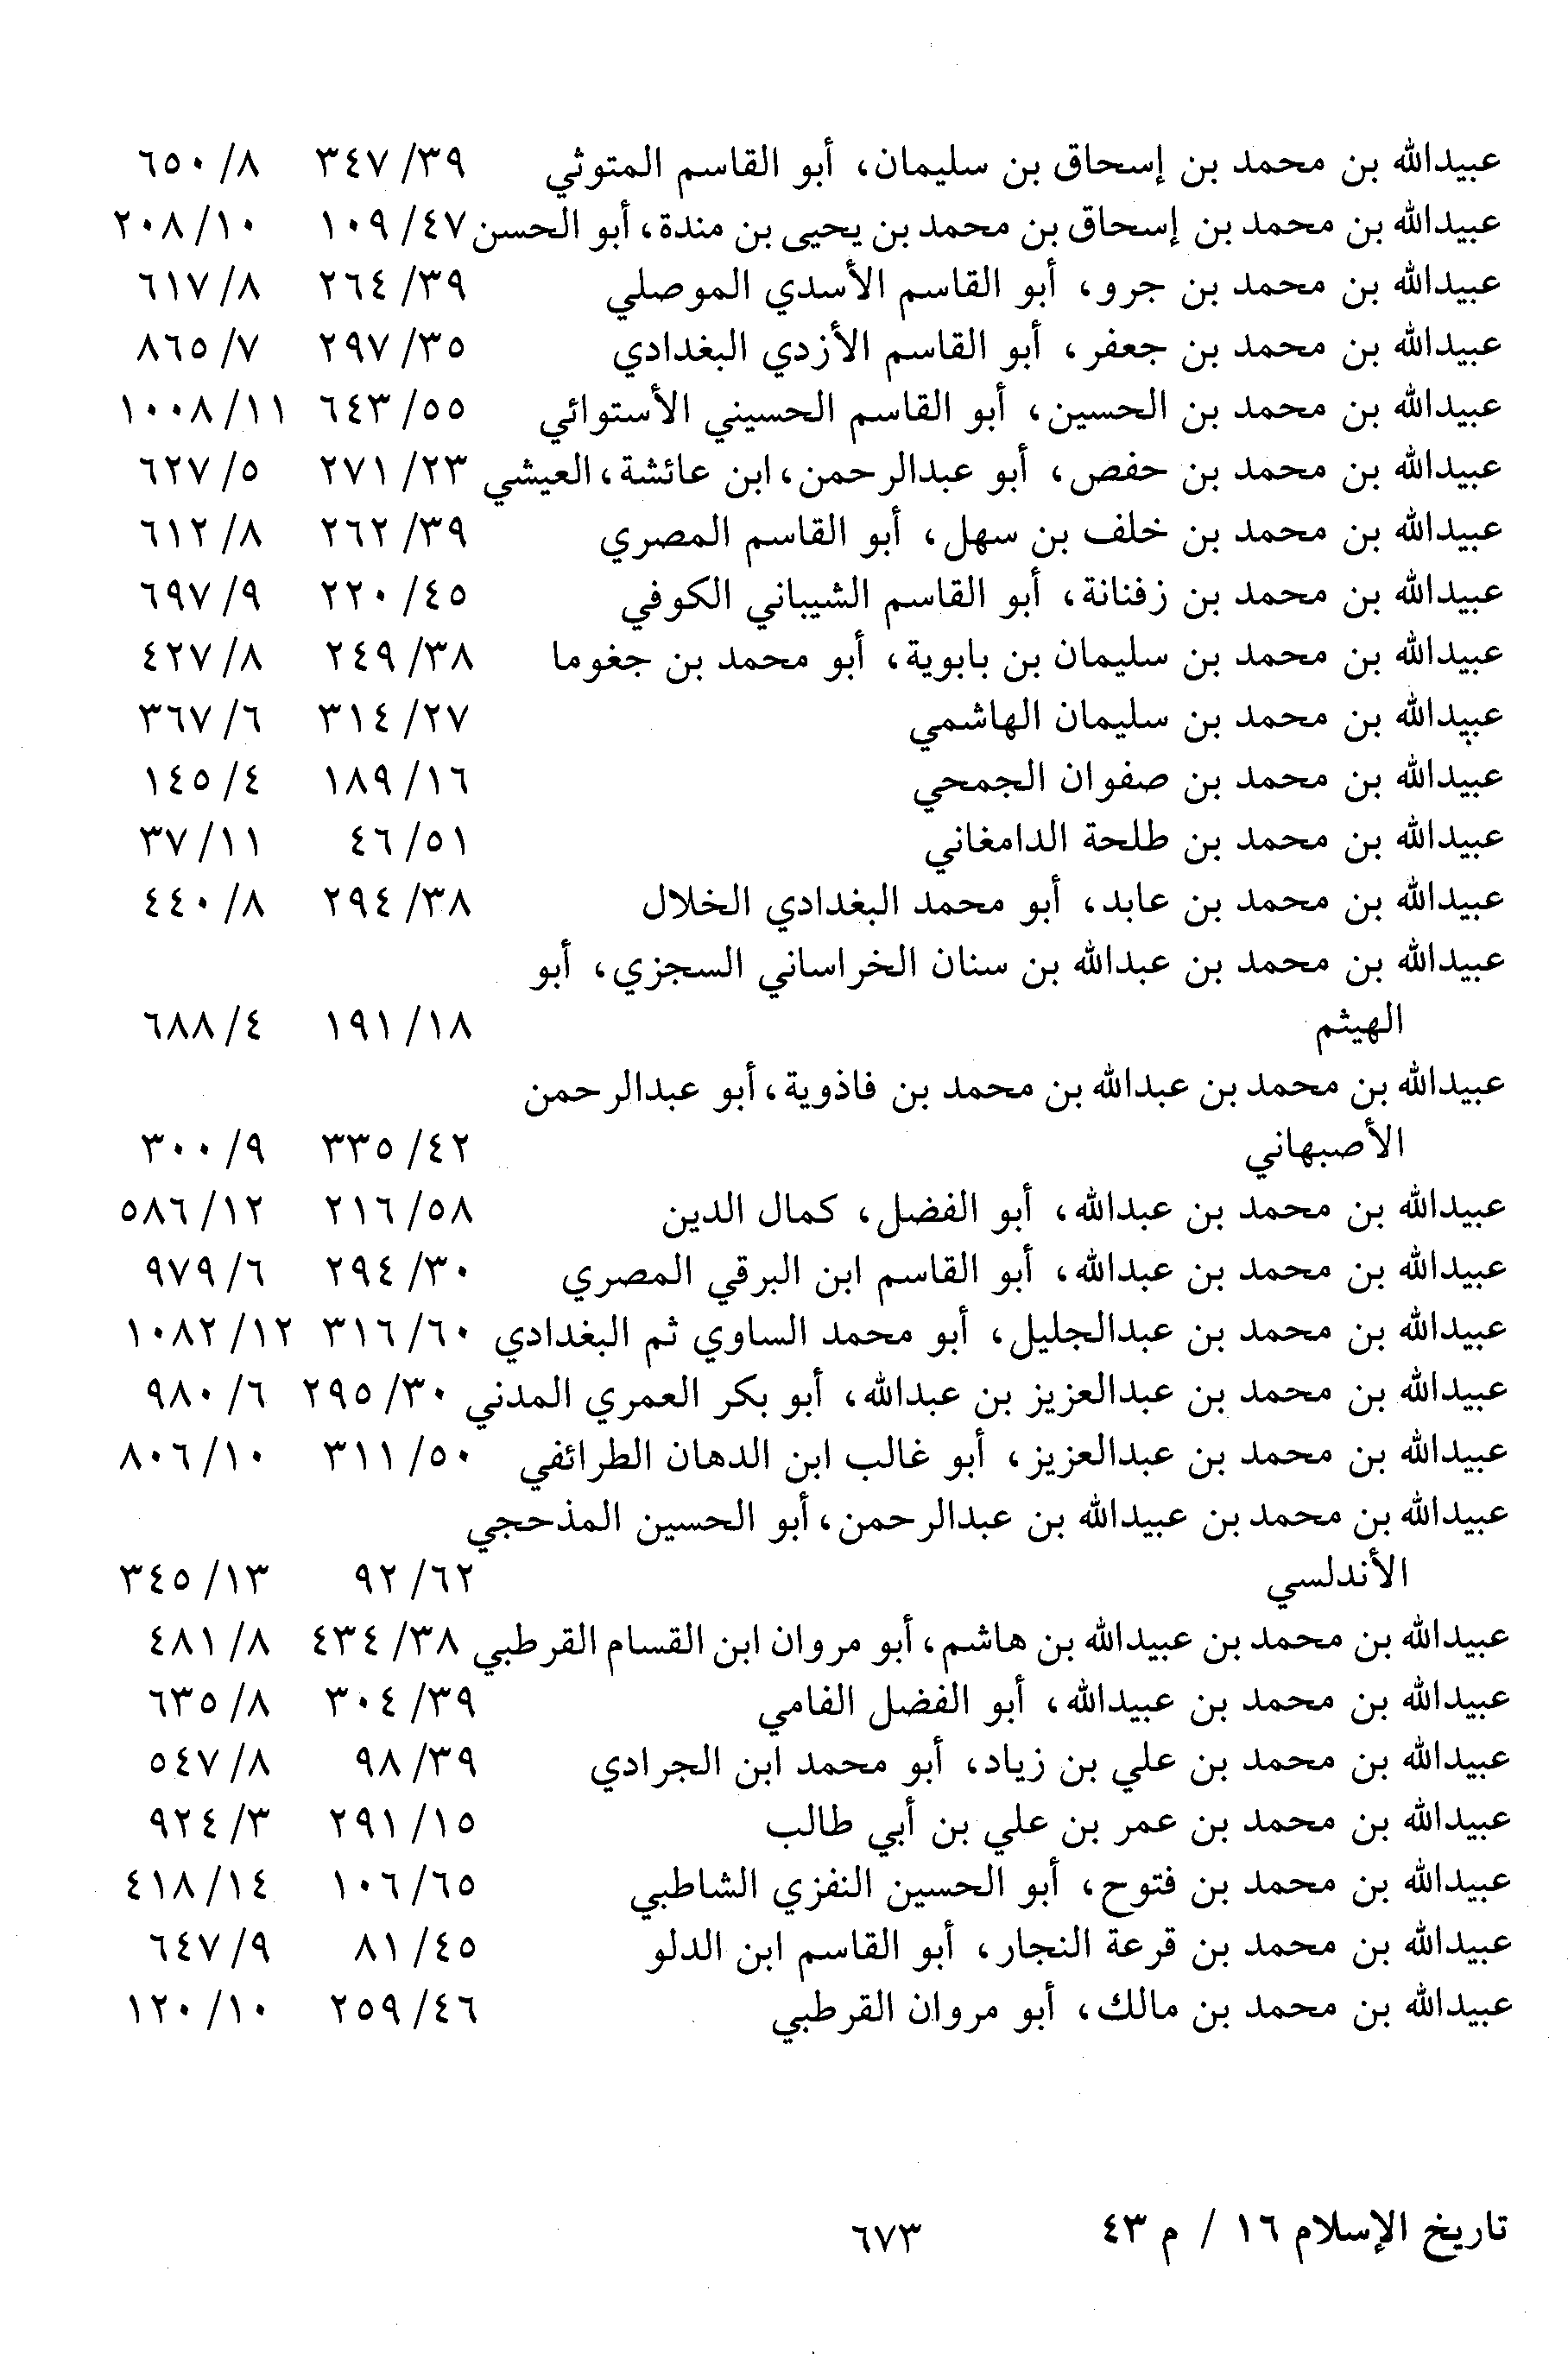 عبيدالله بن محمد بن إسحاق بن سليمان، أبو القاسم المتوثي ٣٩/ ٣٤٧ ٨/ ٦٥٠
عبيدالله بن محمد بن إسحاق بن محمد بن يحيى بن مندة، أبو الحسن ٤٧/ ١٠٩ ١٠/ ٢٠٨
عبيدالله بن محمد بن جرو، أبو القاسم الأسدي الموصلي ٣٩/ ٢٦٤ ٨/ ٦١٧
عبيدالله بن محمد بن جعفر، أبو القاسم الأزدي البغدادي ٣٥/ ٢٩٧ ٧/ ٨٦٥
عبيدالله بن محمد بن الحسين، أبو القاسم الحسيني الأستوائي ٥٥/ ٦٤٣ ١١/ ١٠٠٨
عبيدالله بن محمد بن حفص، أبو عبدالرحمن، ابن عائشة، العيشي ٢٣/ ٢٧١ ٥/ ٦٢٧
عبيدالله بن محمد بن خلف بن سهل، أبو القاسم المصري ٣٩/ ٢٦٢ ٨/ ٦١٢
عبيدالله بن محمد بن زفنانة، أبو القاسم الشيباني الكوفي ٤٥/ ٢٢٠ ٩/ ٦٩٧
عبيدالله بن محمد بن سليمان بن بابوية، أبو محمد بن جغوما ٣٨/ ٢٤٩ ٨/ ٤٢٧
عبيدالله بن محمد بن سليمان الهاشمي ٢٧/ ٣١٤ ٦/ ٣٦٧
عبيدالله بن محمد بن صفوان الجمحي ١٦/ ١٨٩ ٤/ ١٤٥
عبيدالله بن محمد بن طلحة الدامغاني ٥١/ ٤٦ ١١/ ٣٧
عبيدالله بن محمد بن عابد، أبو محمد البغدادي الخلال ٣٨/ ٢٩٤ ٨/ ٤٤٠
عبيدالله بن محمد بن عبدالله بن سنان الخراساني السجزي، أبو
الهيثم ١٨/ ١٩١ ٤/ ٦٨٨
عبيدالله بن محمد بن عبدالله بن محمد بن فاذوية، أبو عبدالرحمن
الأصبهاني ٤٢/ ٣٣٥ ٩/ ٣٠٠
عبيدالله بن محمد بن عبدالله، أبو الفضل، كمال الدين ٥٨/ ٢١٦ ١٢/ ٥٨٦
عبيدالله بن محمد بن عبدالله، أبو القاسم ابن البرقي المصري ٣٠/ ٢٩٤ ٦/ ٩٧٩
عبيدالله بن محمد بن عبدالجليل، أبو محمد الساوي ثم البغدادي ٦٠/ ٣١٦ ١٢/ ١٠٨٢
عبيدالله بن محمد بن عبدالعزيز بن عبدالله، أبو بكر العمري المدني ٣٠/ ٢٩٥ ٦/ ٩٨٠
عبيدالله بن محمد بن عبدالعزيز، أبو غالب ابن الدهان الطرائفي ٥٠/ ٣١١ ١٠/ ٨٠٦
عبيدالله بن محمد بن عبيدالله بن عبدالرحمن، أبو الحسين المذحجي
الأندلسي ٦٢/ ٩٢ ١٣/ ٣٤٥
عبيدالله بن محمد بن عبيدالله بن هاشم، أبو مروان ابن القسام القرطبي ٣٨/ ٤٣٤ ٨/ ٤٨١
عبيدالله بن محمد بن عبيدالله، أبو الفضل الفامي ٣٩/ ٣٠٤ ٨/ ٦٣٥
عبيدالله بن محمد بن علي بن زياد، أبو محمد ابن الجرادي ٣٩/ ٩٨ ٨/ ٥٤٧
عبيدالله بن محمد بن عمر بن علي بن أبي طالب ١٥/ ٢٩١ ٣/ ٩٢٤
عبيدالله بن محمد بن فتوح، أبو الحسين النفزي الشاطبي ٦٥/ ١٠٦ ١٤/ ٤١٨
عبيدالله بن محمد بن قرعة النجار، أبو القاسم ابن الدلو ٤٥/ ٨١ ٩/ ٦٤٧
عبيدالله بن محمد بن مالك، أبو مروان القرطبي ٤٦/ ٢٥٩ ١٠/ ١٢٠
تاريخ الإسلام ١٦ / م ٤٣ ٦٧٣